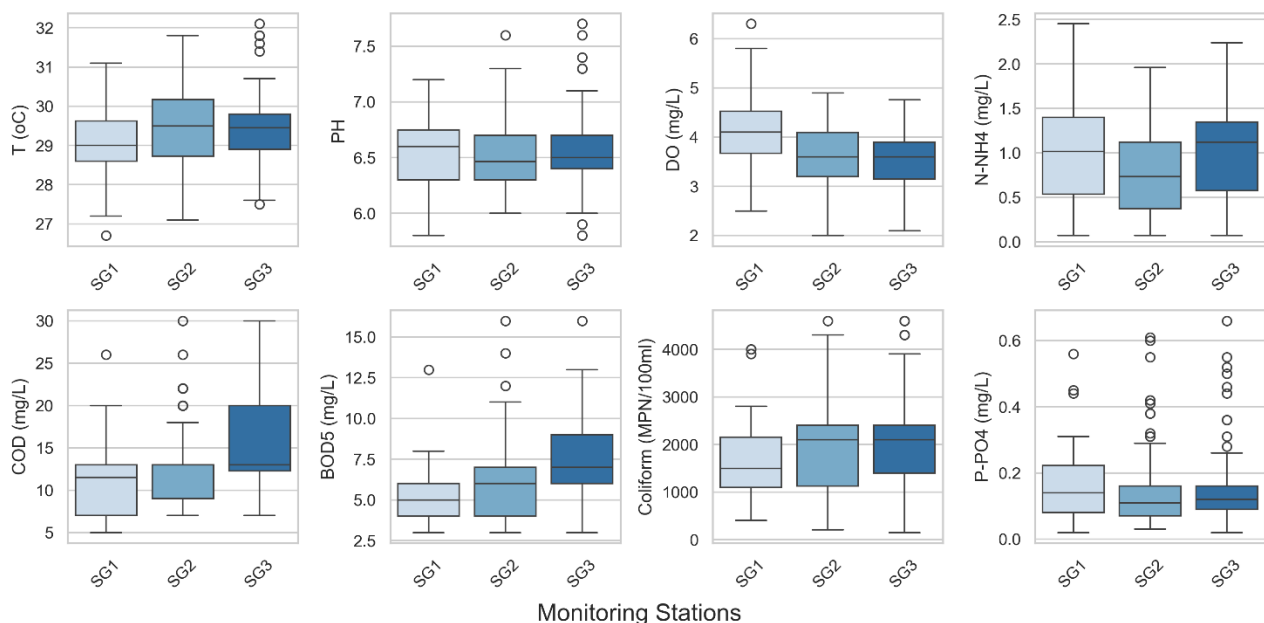 T (oC)
32
31
30
29
28
27
SG1 SG2 SG3
PH
7.5
7.0
6.5
6.0
SG1 SG2 SG3
DO (mg/L)
6
5
4
3
2
SG1 SG2 SG3
N-NH4 (mg/L)
2.5
2.0
1.5
1.0
0.5
0.0
SG1 SG2 SG3
COD (mg/L)
30
25
20
15
10
5
SG1 SG2 SG3
BOD5 (mg/L)
15.0
12.5
10.0
7.5
5.0
2.5
SG1 SG2 SG3
Coliform (MPN/100ml)
4000
3000
2000
1000
0
SG1 SG2 SG3
P-PO4 (mg/L)
0.6
0.4
0.2
0.0
SG1 SG2 SG3
Monitoring Stations